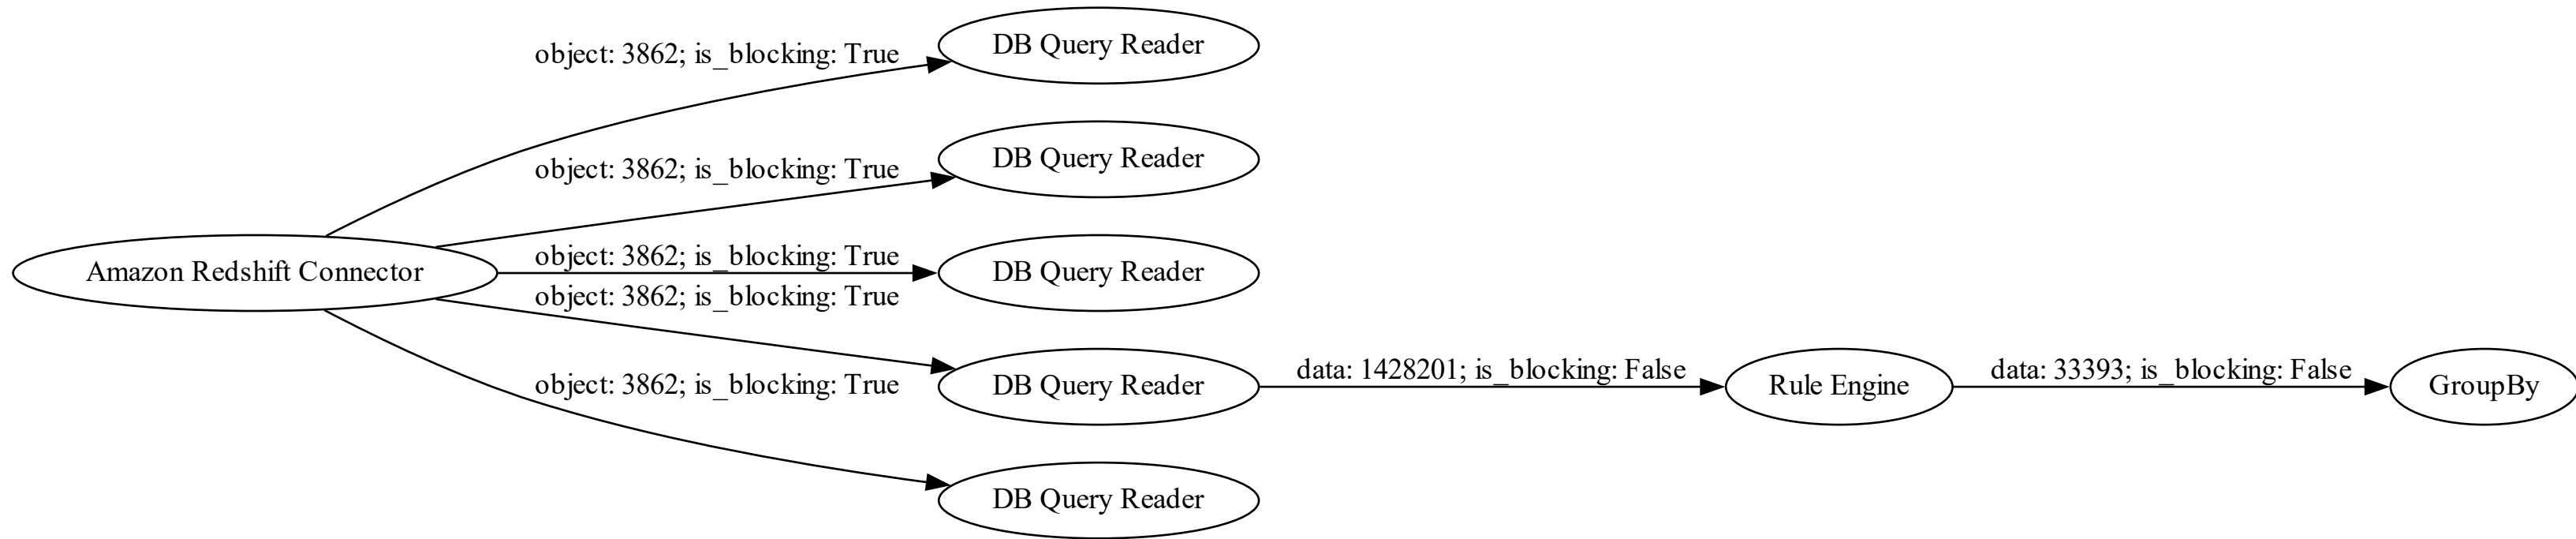 object: 3862; is_blocking: True
DB Query Reader
object: 3862; is_blocking: True
DB Query Reader
Amazon Redshift Connector
object: 3862; is_blocking: True
DB Query Reader
object: 3862; is_blocking: True
DB Query Reader
data: 1428201; is_blocking: False
Rule Engine
data: 33393; is_blocking: False
GroupBy
object: 3862; is_blocking: True
DB Query Reader